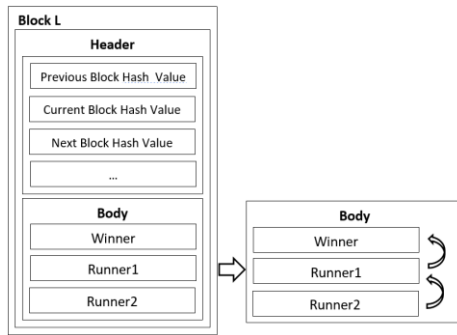 Block L
Header
Previous Block Hash Value
Current Block Hash Value
Next Block Hash Value
...
Body
Winner
Runner1
Runner2
Body
Winner
Runner1
Runner2